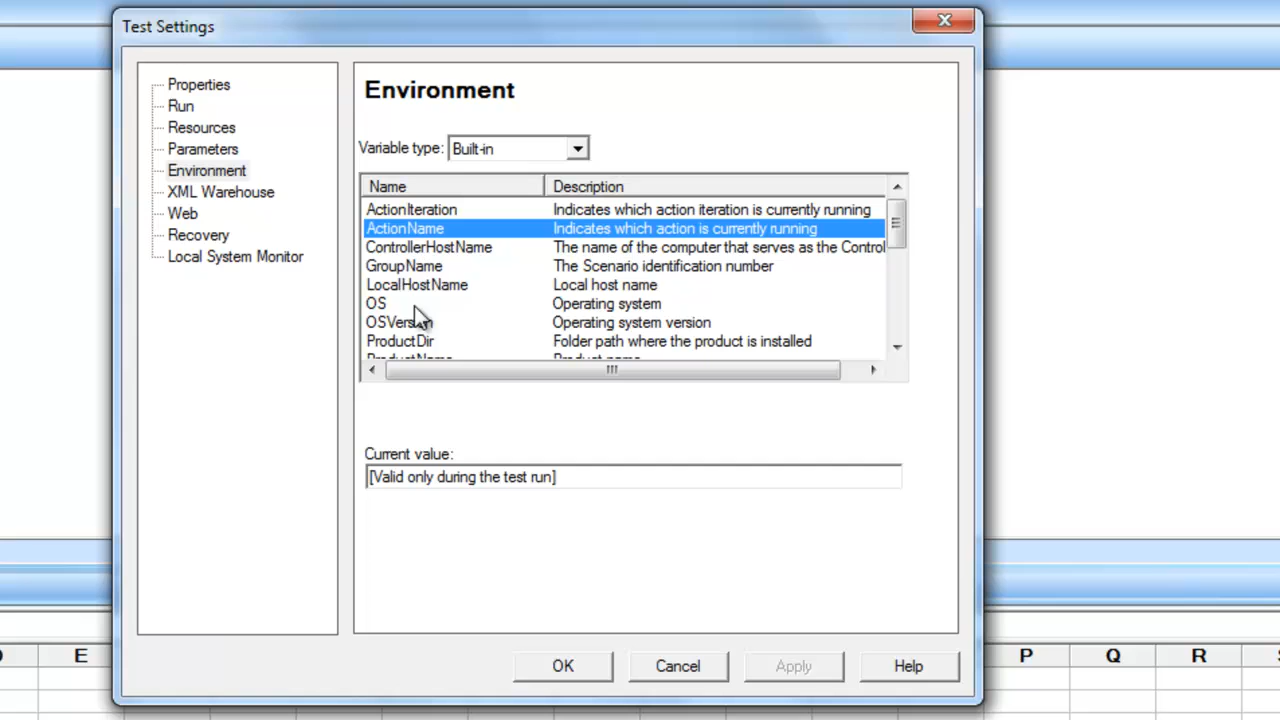 Test Settings
Properties
Run
Resources
Parameters
Environment
XML Warehouse
Web
Recovery
Local System Monitor
Environment
Variable type: Built-in
Name Description
ActionIteration Indicates which action iteration is currently running
ActionName Indicates which action is currently running
ControllerHostName The name of the computer that serves as the Control
GroupName The Scenario identification number
LocalHostName Local host name
OS Operating system
OSVersion Operating system version
ProductDir Folder path where the product is installed
ProductName Product name
Current value:
[Valid only during the test run]
OK Cancel Apply Help
E P Q R